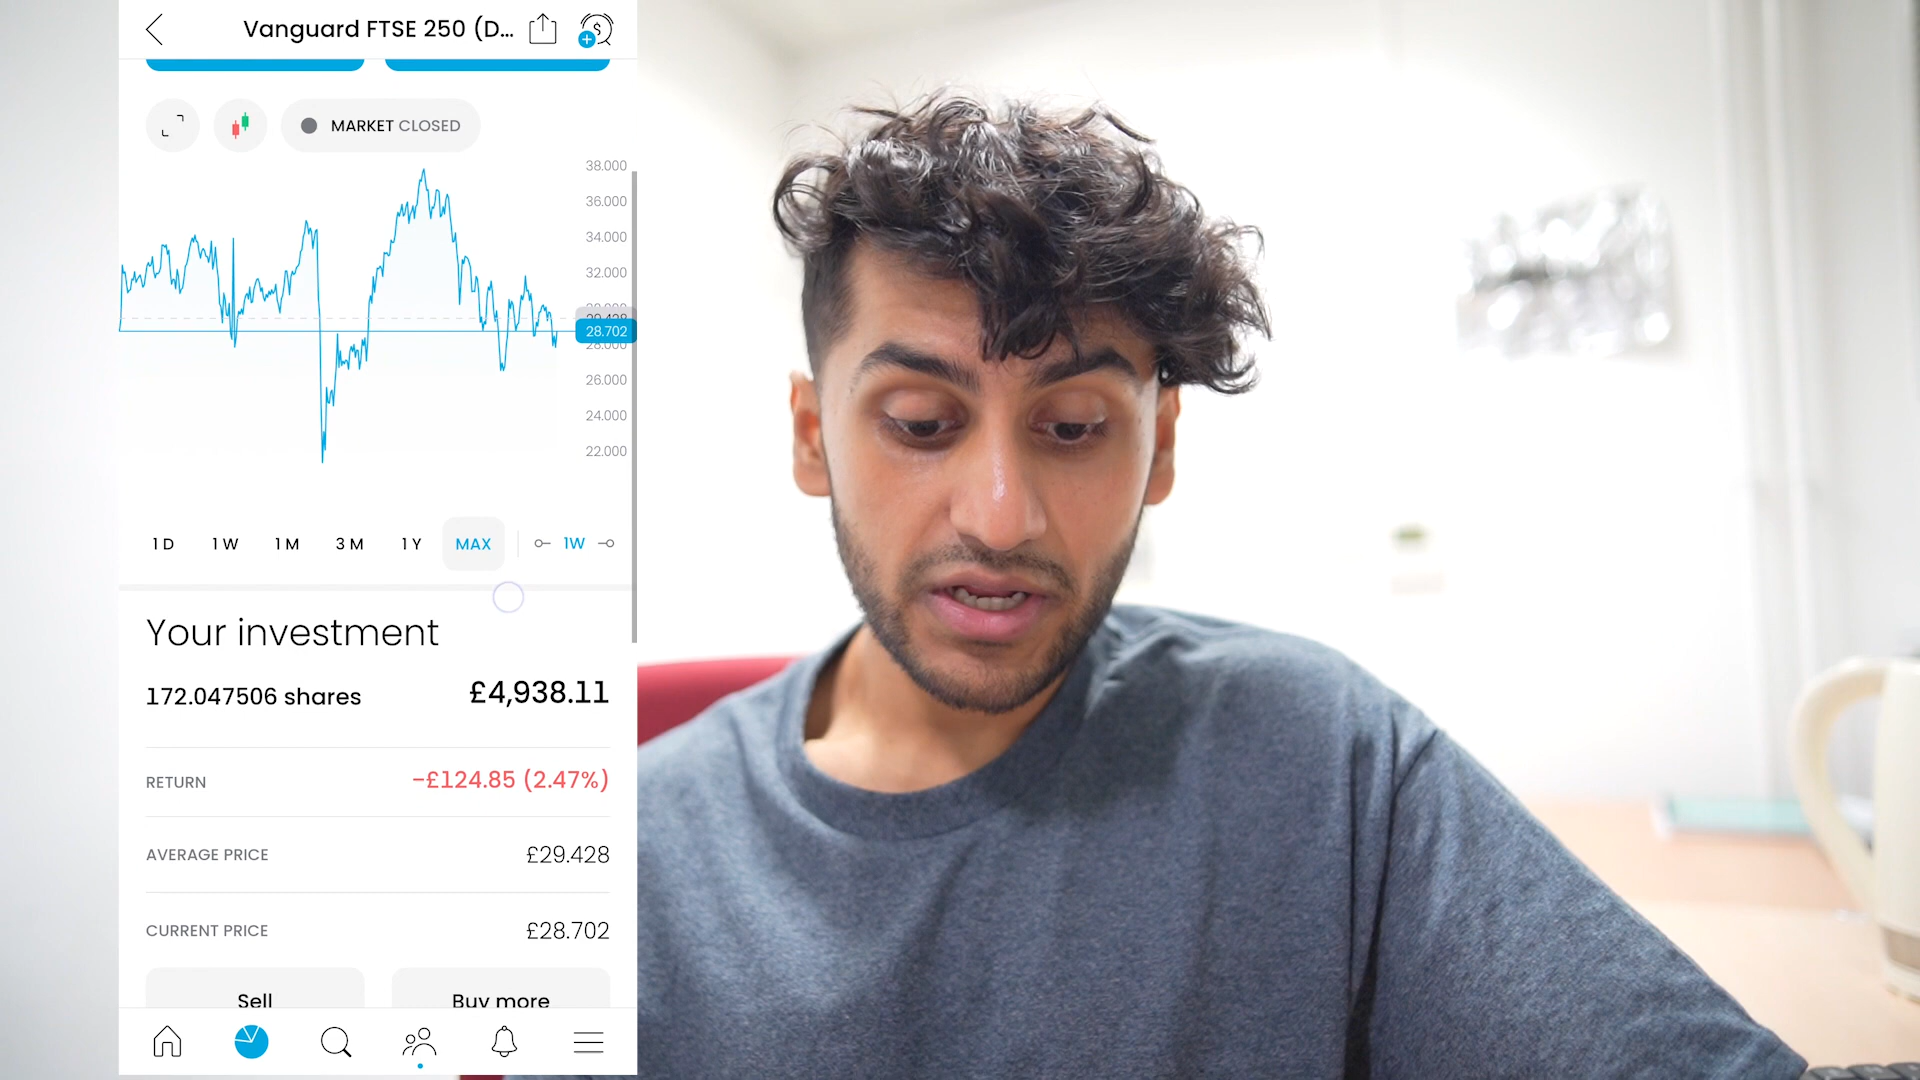 Vanguard FTSE 250 (D...
MARKET CLOSED
38.000
36.000
34.000
32.000
28.702
28.000
26.000
24.000
22.000
1D 1W 1M 3M 1Y MAX 1W
Your investment
172.047506 shares £4,938.11
RETURN -£124.85 (2.47%)
AVERAGE PRICE £29.428
CURRENT PRICE £28.702
Sell Buy more